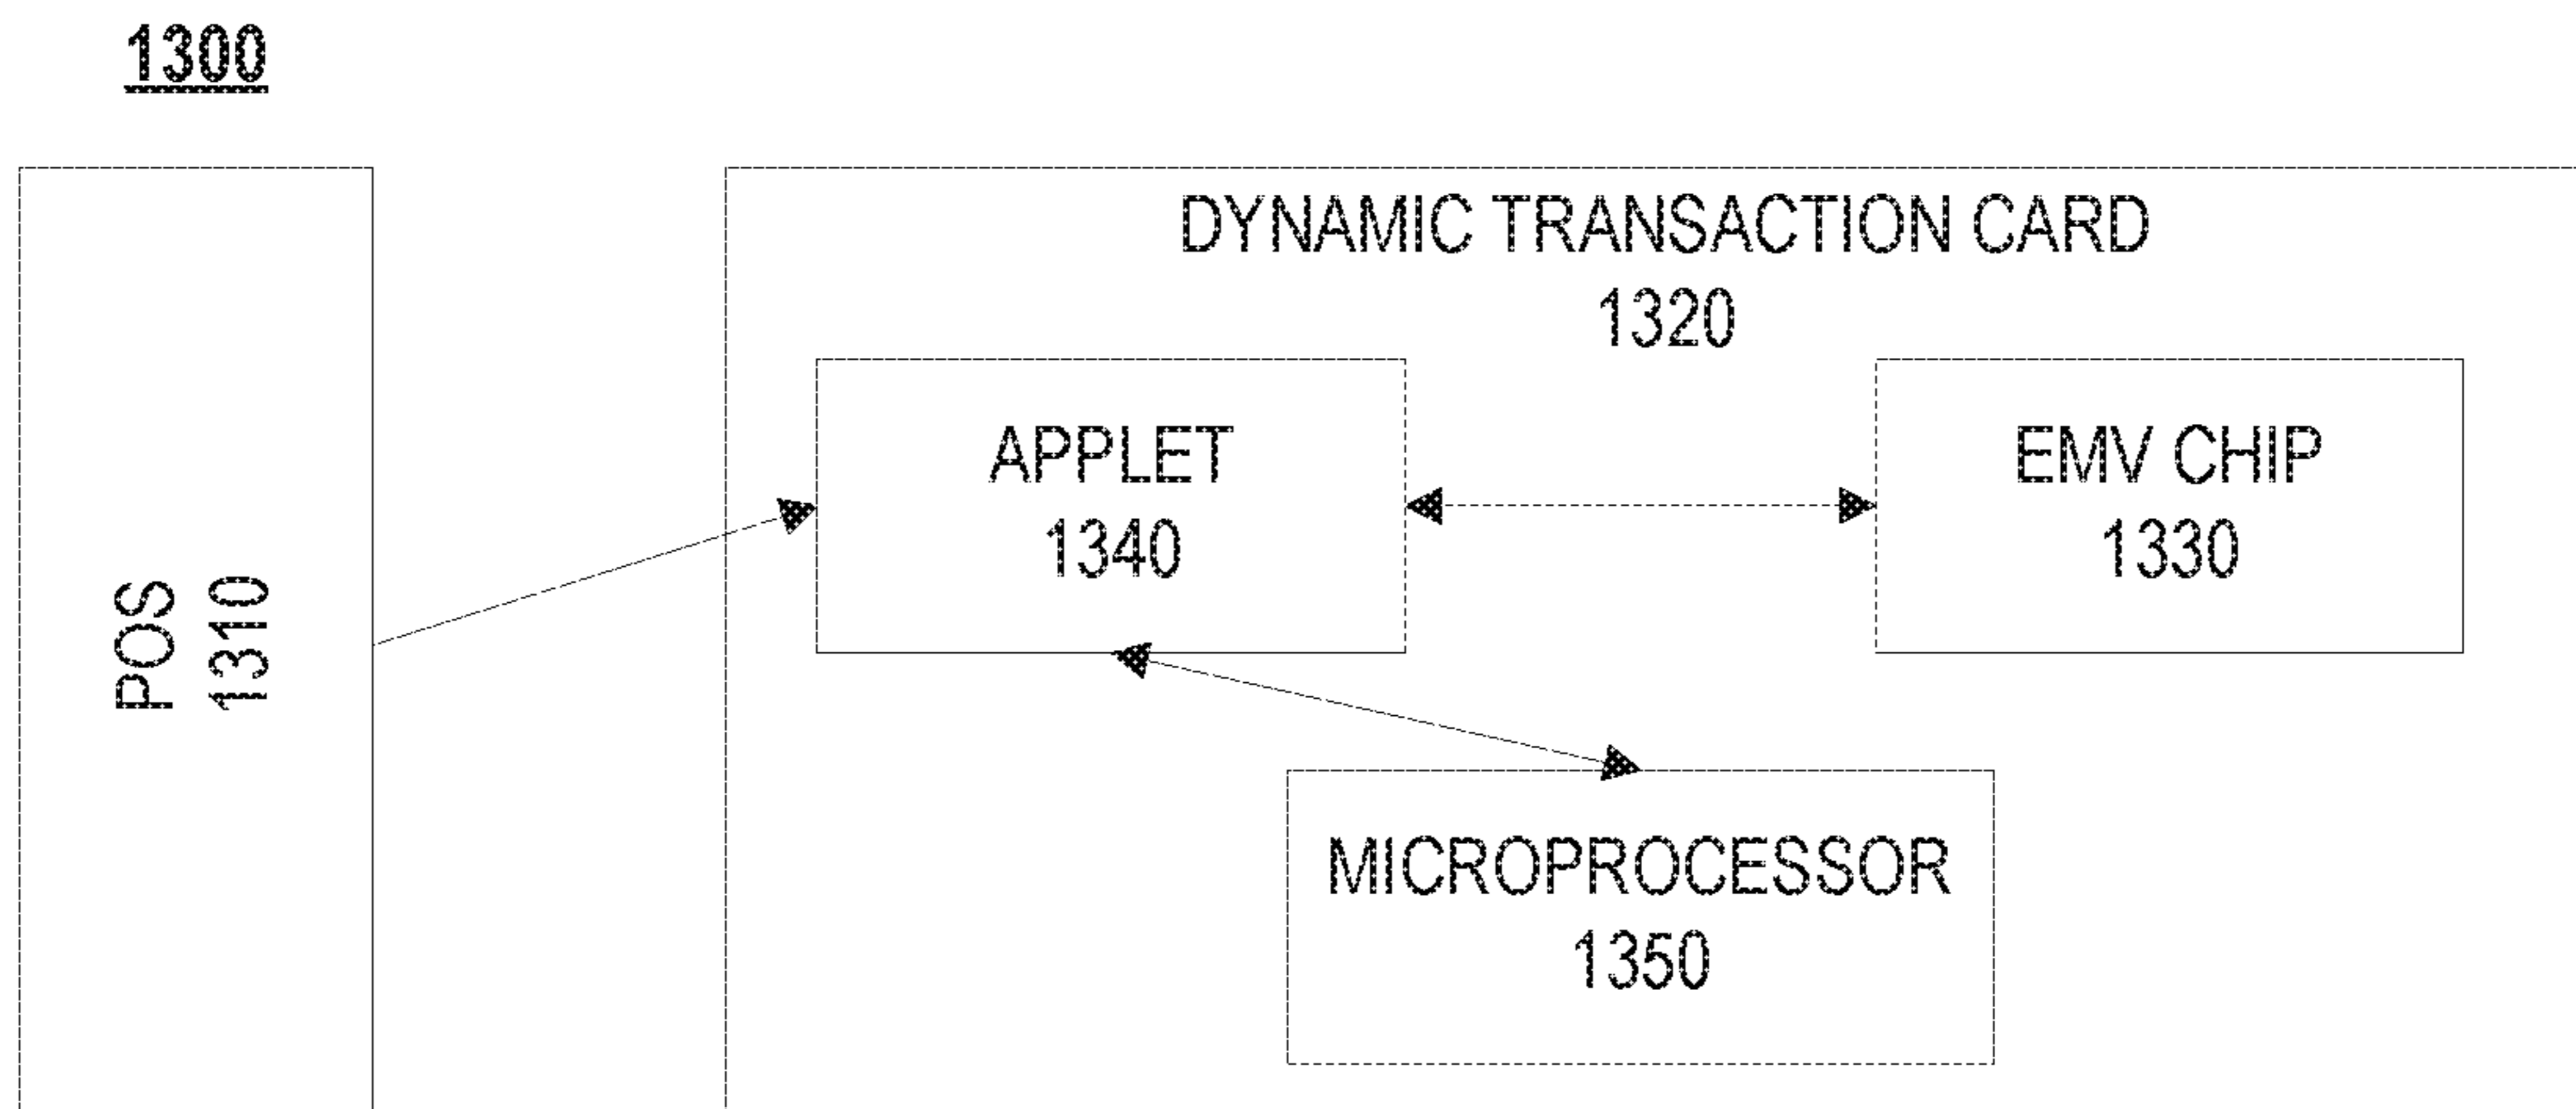 1300
POS
1310
DYNAMIC TRANSACTION CARD
1320
APPLET
1340
EMV CHIP
1330
MICROPROCESSOR
1350